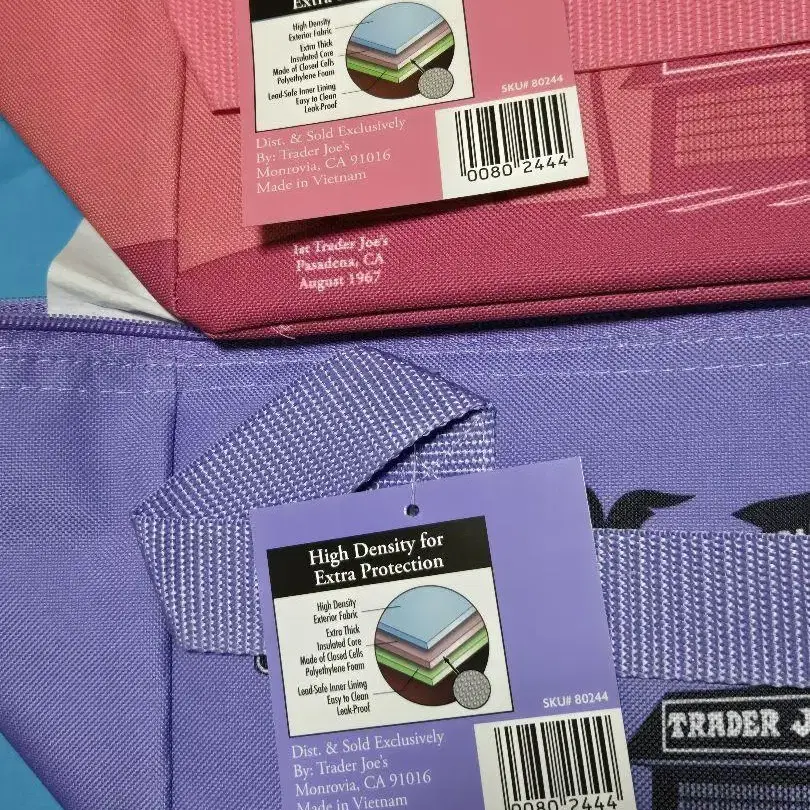 Extra
High Density
Exterior Fabric
Extra Thick
Insulated Core
Made of Closed Cells
Polyethylene Foam
Lead-Safe Inner Lining
Easy to Clean
Leak-Proof
SKU# 80244
Dist. & Sold Exclusively
By: Trader Joe's
Monrovia, CA 91016
Made in Vietnam
0080 2444
1st Trader Joe's
Pasadena, CA
August 1967
High Density for
Extra Protection
High Density
Exterior Fabric
Extra Thick
Insulated Core
Made of Closed Cells
Polyethylene Foam
Lead-Safe Inner Lining
Easy to Clean
Leak-Proof
SKU# 80244
Dist. & Sold Exclusively
By: Trader Joe's
Monrovia, CA 91016
Made in Vietnam
0080 2444
TRADER J